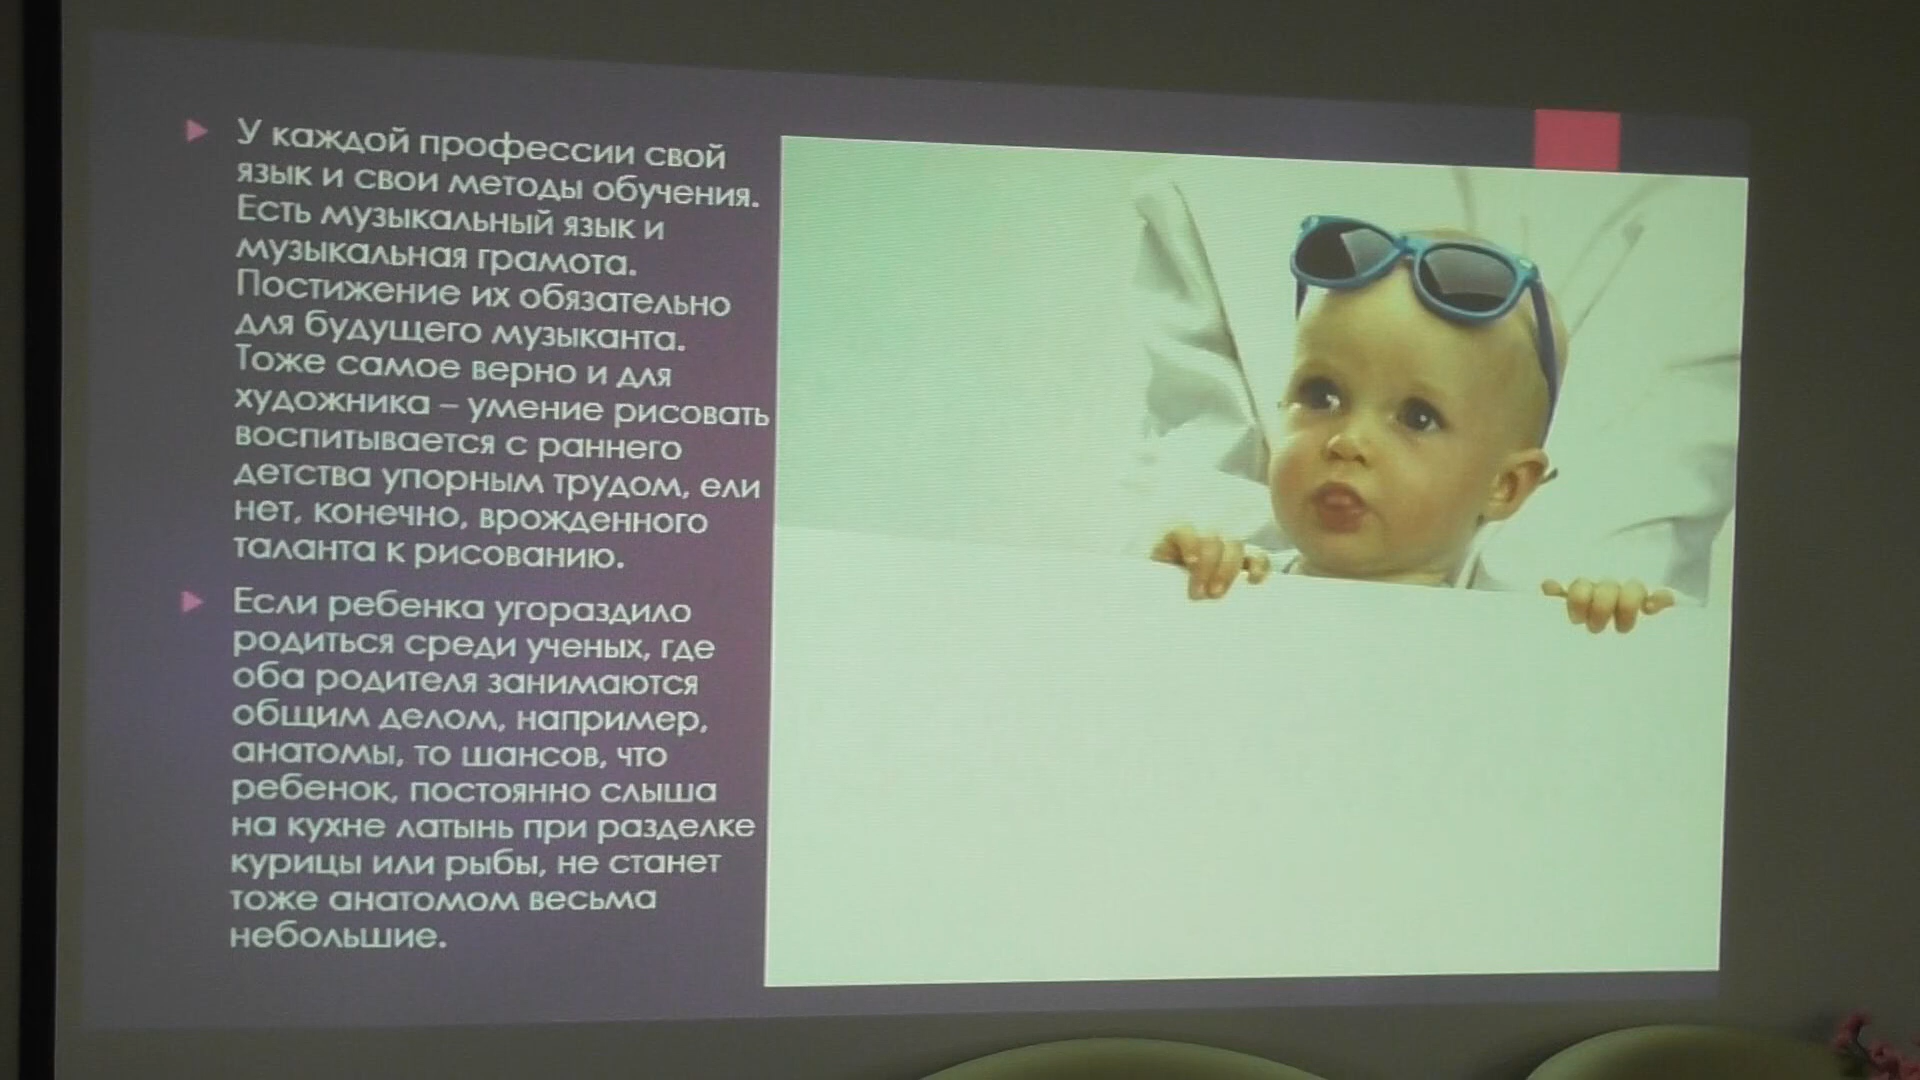 У каждой профессии свой
язык и свои методы обучения.
Есть музыкальный язык и
музыкальная грамота.
Постижение их обязательно
для будущего музыканта.
Тоже самое верно и для
художника – умение рисовать
воспитывается с раннего
детства упорным трудом, ели
нет, конечно, врожденного
таланта к рисованию.
Если ребенка угораздило
родиться среди ученых, где
оба родителя занимаются
общим делом, например,
анатомы, то шансов, что
ребенок, постоянно слыша
на кухне латынь при разделке
курицы или рыбы, не станет
тоже анатомом весьма
небольшие.